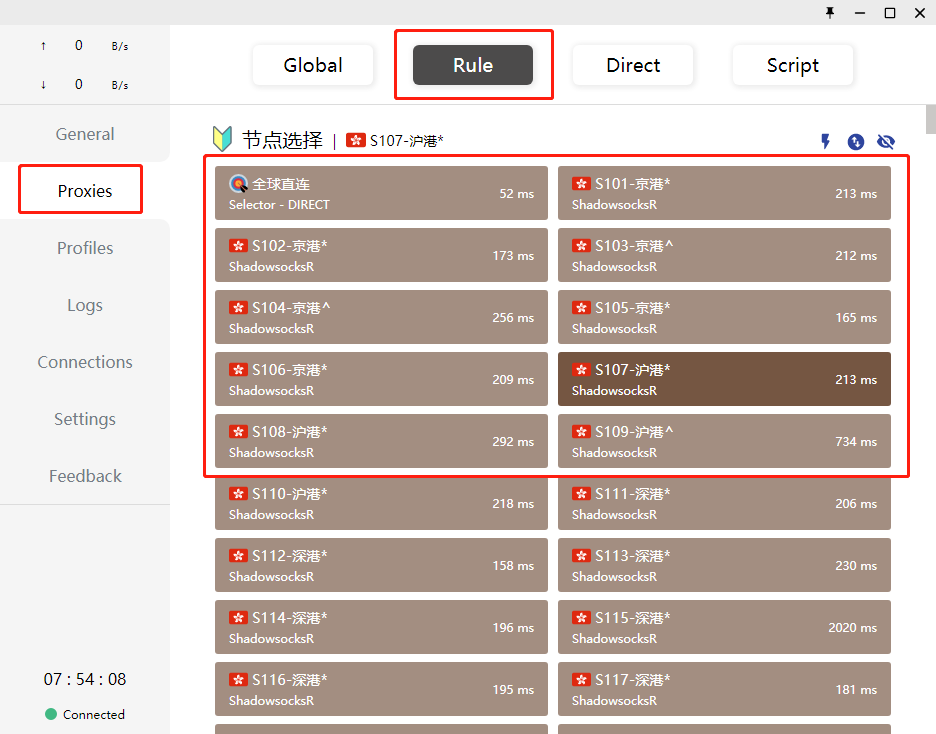 ↑ 0 B/s
↓ 0 B/s
General
Proxies
Profiles
Logs
Connections
Settings
Feedback
07 : 54 : 08
Connected
Global
Rule
Direct
Script
节点选择 | S107-沪港*
全球直连
Selector - DIRECT
52 ms
S101-京港*
ShadowsocksR
213 ms
S102-京港*
ShadowsocksR
173 ms
S103-京港^
ShadowsocksR
212 ms
S104-京港^
ShadowsocksR
256 ms
S105-京港*
ShadowsocksR
165 ms
S106-京港*
ShadowsocksR
209 ms
S107-沪港*
ShadowsocksR
213 ms
S108-沪港*
ShadowsocksR
292 ms
S109-沪港^
ShadowsocksR
734 ms
S110-沪港*
ShadowsocksR
218 ms
S111-深港*
ShadowsocksR
206 ms
S112-深港*
ShadowsocksR
158 ms
S113-深港*
ShadowsocksR
230 ms
S114-深港*
ShadowsocksR
196 ms
S115-深港*
ShadowsocksR
2020 ms
S116-深港*
ShadowsocksR
195 ms
S117-深港*
ShadowsocksR
181 ms